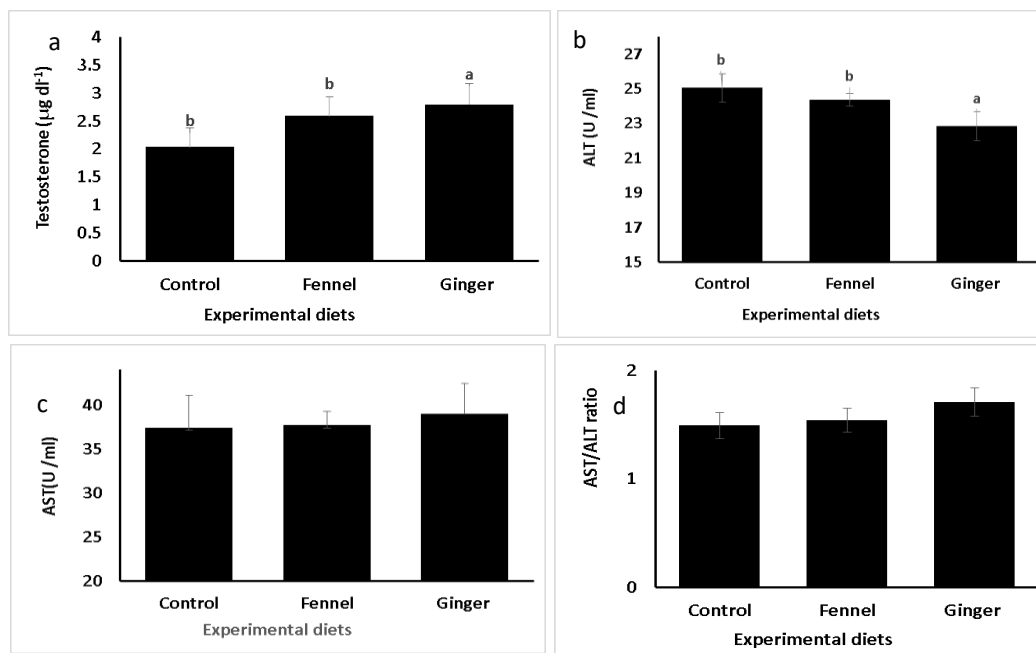 a
Testosterone (µg dl⁻¹)
4
3.5
3
2.5
2
1.5
1
0.5
0
b
b
a
Control Fennel Ginger
Experimental diets
b
ALT (U /ml)
27
25
23
21
19
17
15
b
b
a
Control Fennel Ginger
Experimental diets
c
AST(U /ml)
40
35
30
25
20
Control Fennel Ginger
Experimental diets
d
AST/ALT ratio
2
1
0
Control Fennel Ginger
Experimental diets